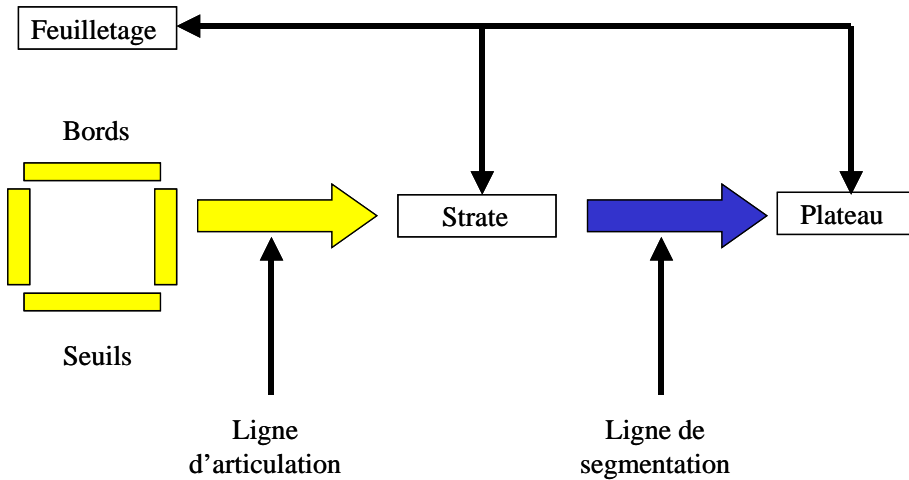 Feuilletage
Bords
Strate
Plateau
Seuils
Ligne
d’articulation
Ligne de
segmentation